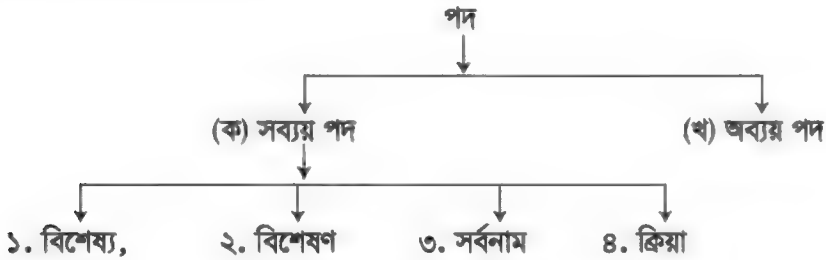 পদ
(ক) সব্যয় পদ (খ) অব্যয় পদ
১. বিশেষ্য, ২. বিশেষণ ৩. সর্বনাম ৪. ক্রিয়া